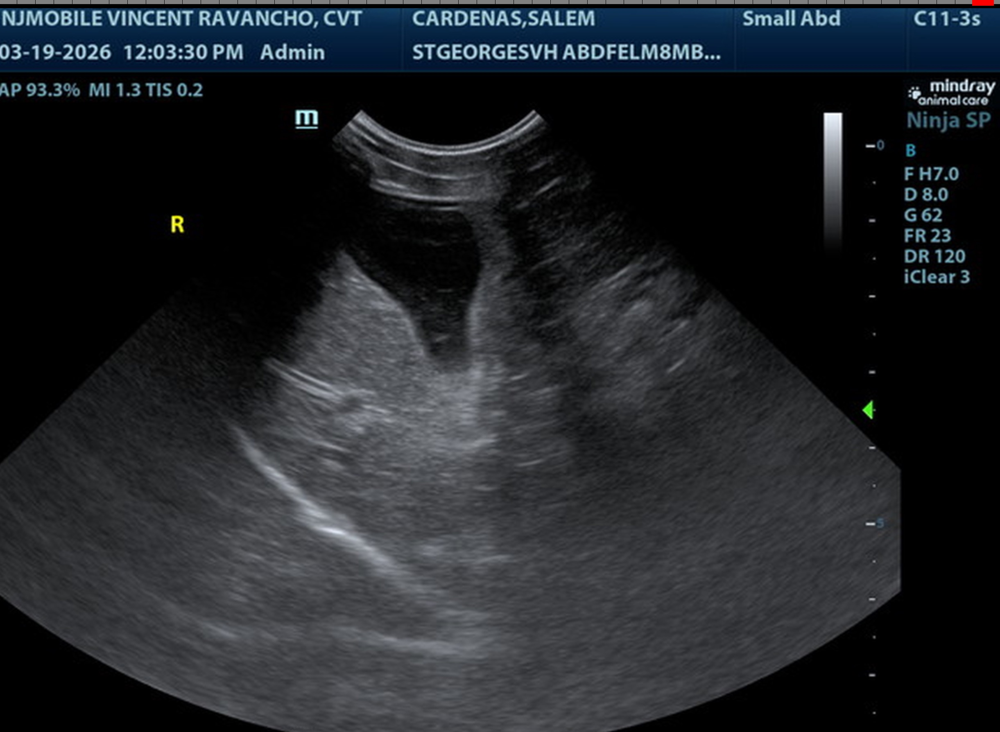 NJMOBILE VINCENT RAVANCHO, CVT CARDENAS,SALEM Small Abd C11-3s
03-19-2026 12:03:30 PM Admin STGEORGESVH ABDFELM8MB...
AP 93.3% MI 1.3 TIS 0.2
mindray
animal care
m
Ninja SP
0
B
F H7.0
D 8.0
G 62
R
FR 23
DR 120
iClear 3
5